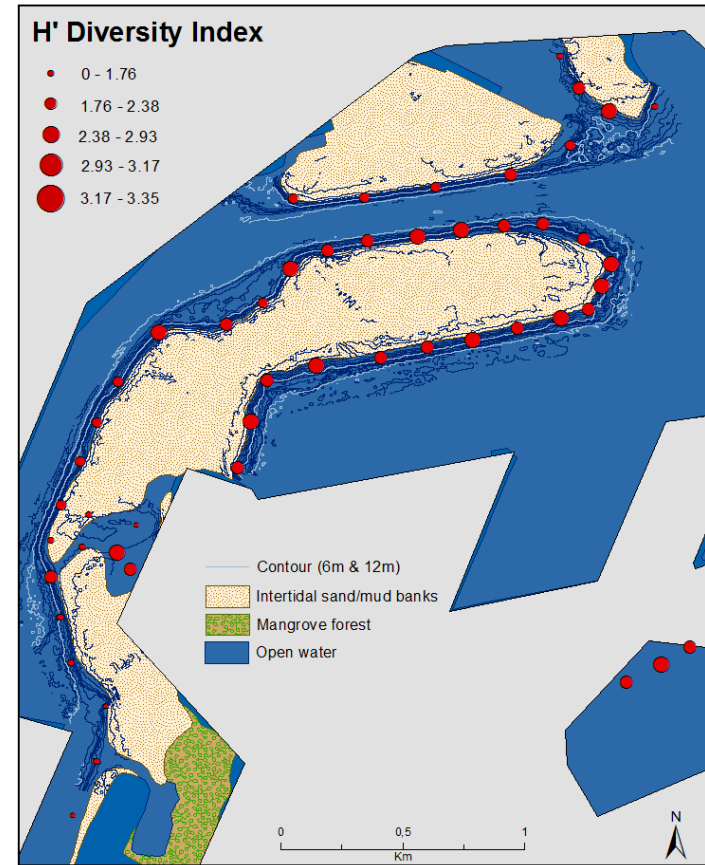 H' Diversity Index
0 - 1.76
1.76 - 2.38
2.38 - 2.93
2.93 - 3.17
3.17 - 3.35
Contour (6m & 12m)
Intertidal sand/mud banks
Mangrove forest
Open water
N
0 0,5 1
Km